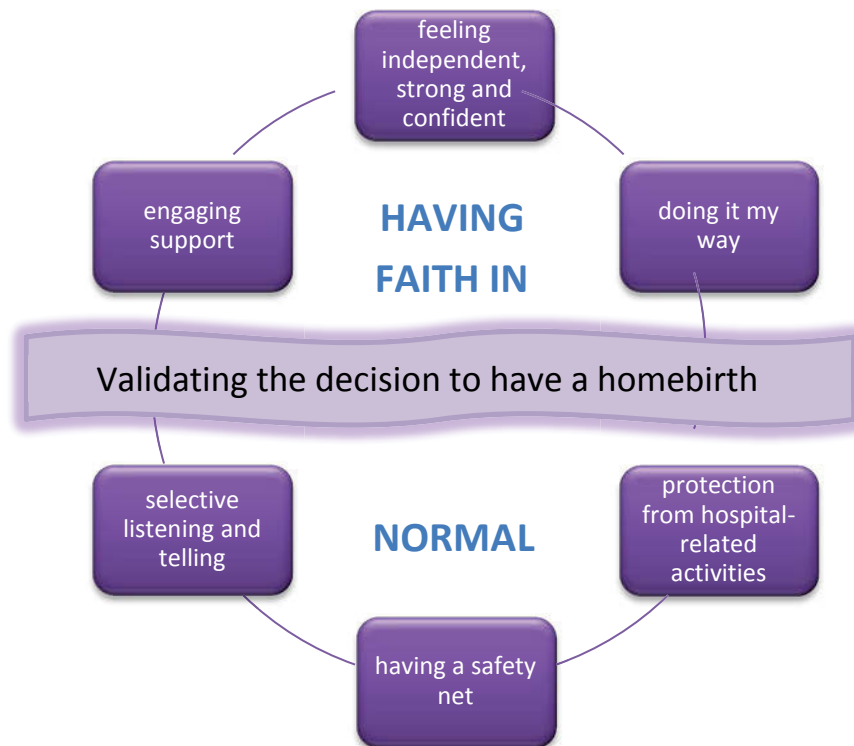 feeling
independent,
strong and
confident
engaging
support
HAVING
FAITH IN
doing it my
way
Validating the decision to have a homebirth
selective
listening and
telling
NORMAL
protection
from hospital-
related
activities
having a safety
net